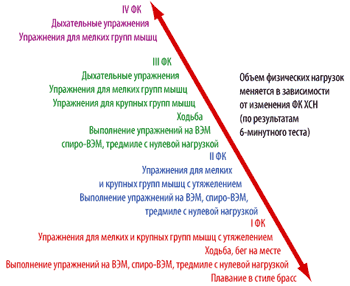 IV ФК
Дыхательные упражнения
Упражнения для мелких групп мышц
III ФК
Дыхательные упражнения
Упражнения для мелких групп мышц
Упражнения для крупных групп мышц
Ходьба
Выполнение упражнений на ВЭМ,
спиро-ВЭМ, тредмиле с нулевой нагрузкой
Объем физических нагрузок
меняется в зависимости
от изменения ФК ХСН
(по результатам
6-минутного теста)
II ФК
Упражнения для мелких
и крупных групп мышц с утяжелением
Выполнение упражнений на ВЭМ, спиро-ВЭМ,
тредмиле с нулевой нагрузкой
I ФК
Упражнения для мелких и крупных групп мышц с утяжелением
Ходьба, бег на месте
Выполнение упражнений на ВЭМ, спиро-ВЭМ, тредмиле с нулевой нагрузкой
Плавание в стиле брасс